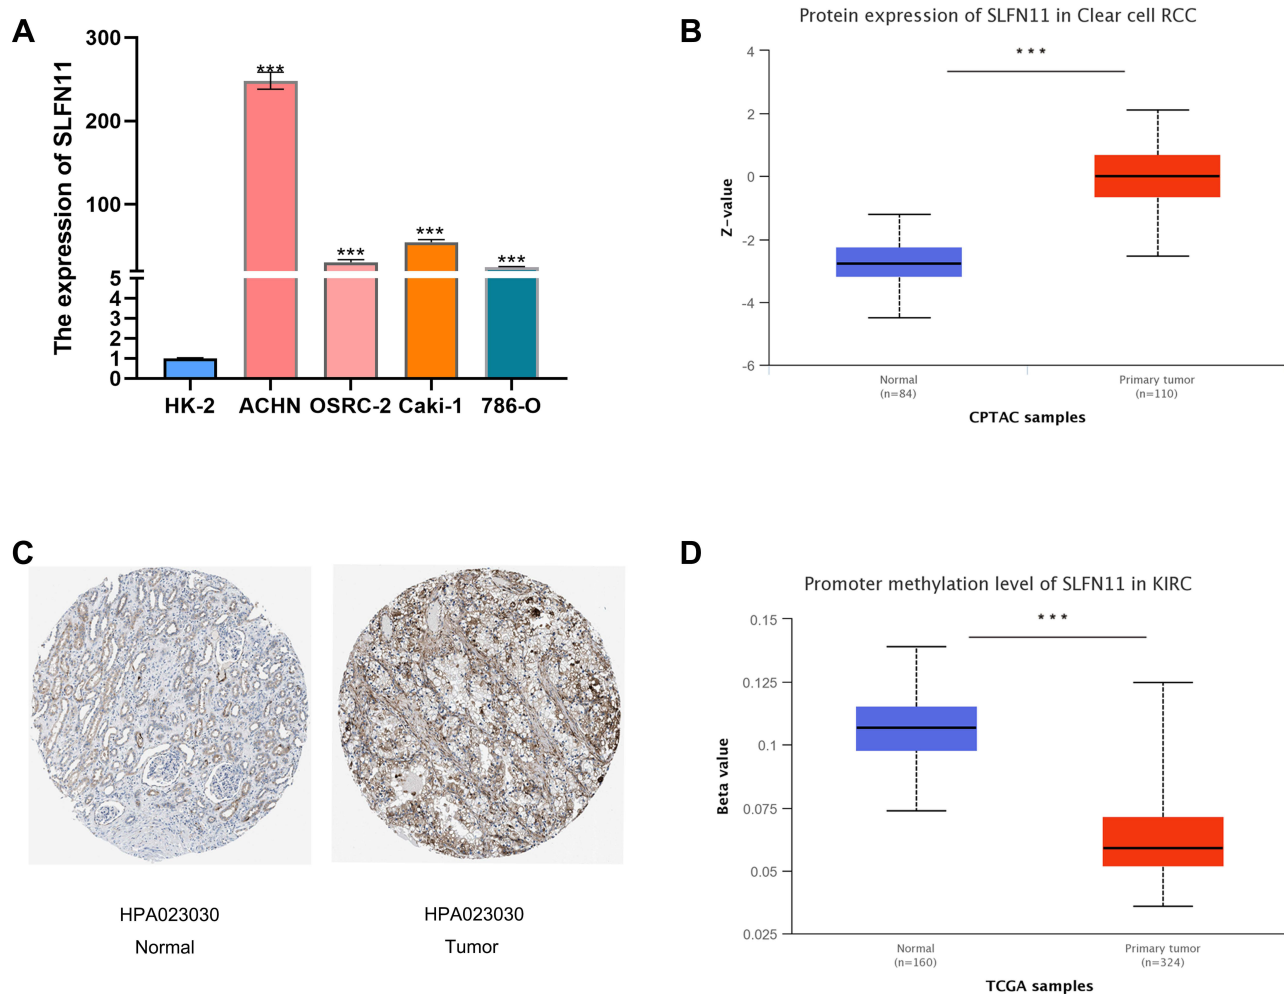 A
The expression of SLFN11
300
200
100
5
4
3
2
1
0
***
***
***
***
HK-2 ACHN OSRC-2 Caki-1 786-O
B
Protein expression of SLFN11 in Clear cell RCC
***
Z-value
4
2
0
-2
-4
-6
Normal
(n=84)
Primary tumor
(n=110)
CPTAC samples
C
HPA023030
Normal
HPA023030
Tumor
D
Promoter methylation level of SLFN11 in KIRC
***
Beta value
0.15
0.125
0.1
0.075
0.05
0.025
Normal
(n=160)
Primary tumor
(n=324)
TCGA samples